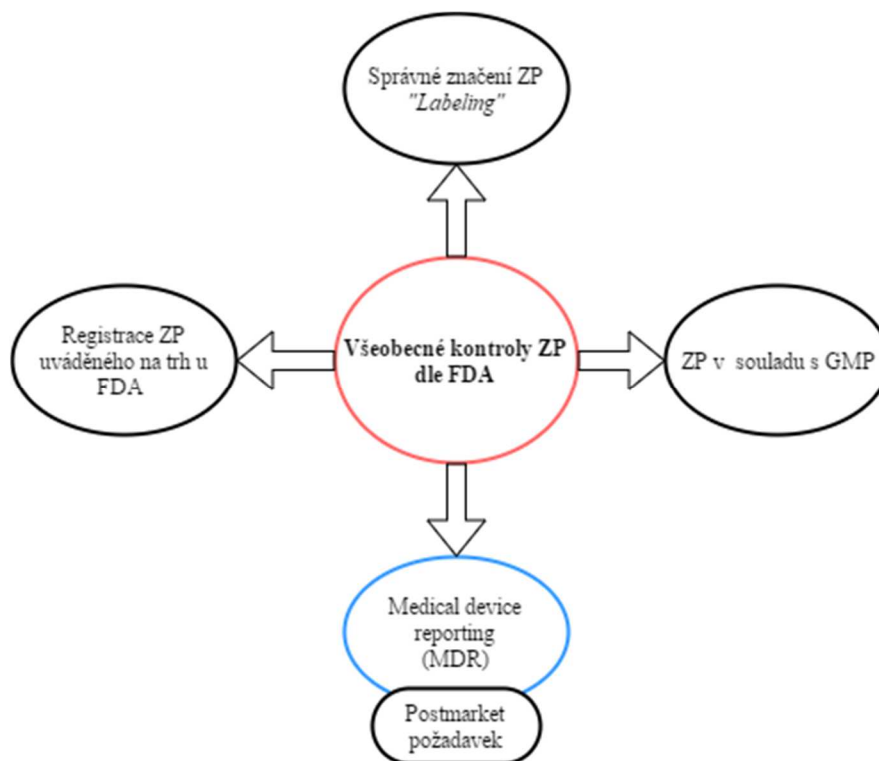 Správné značení ZP
"Labeling"
Registrace ZP
uváděného na trh u
FDA
Všeobecné kontroly ZP
dle FDA
ZP v souladu s GMP
Medical device
reporting
(MDR)
Postmarket
požadavek